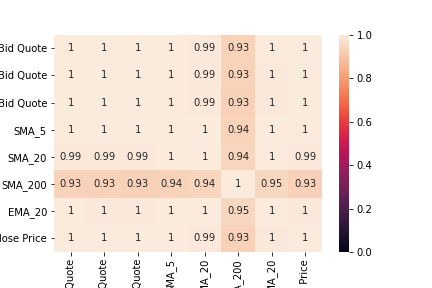 Bid Quote 1 1 1 1 0.99 0.93 1 1
Bid Quote 1 1 1 1 0.99 0.93 1 1
Bid Quote 1 1 1 1 0.99 0.93 1 1
SMA_5 1 1 1 1 1 0.94 1 1
SMA_20 0.99 0.99 0.99 1 1 0.94 1 0.99
SMA_200 0.93 0.93 0.93 0.94 0.94 1 0.95 0.93
EMA_20 1 1 1 1 1 0.95 1 1
lose Price 1 1 1 1 0.99 0.93 1 1
Quote Quote Quote MA_5 MA_20 A_200 MA_20 Price
1.0
0.8
0.6
0.4
0.2
0.0